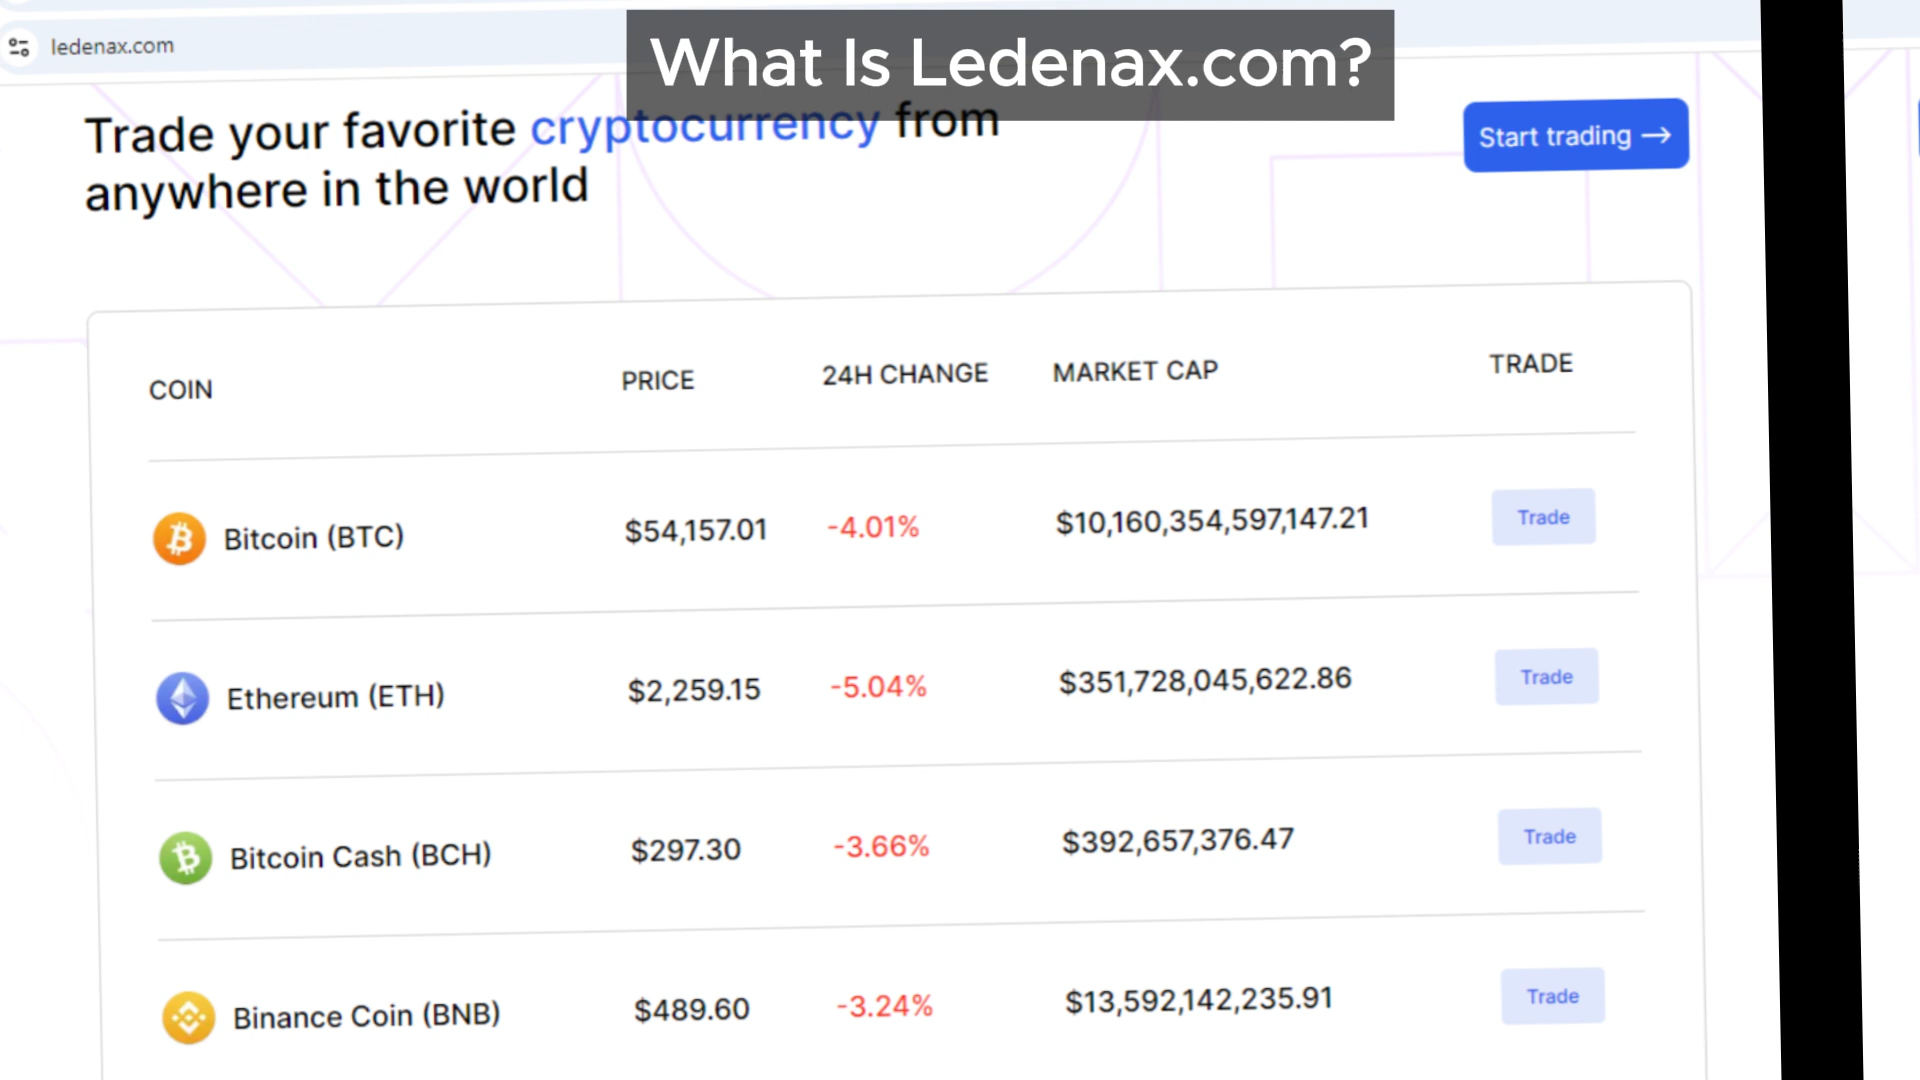 ledenax.com
What Is Ledenax.com?
Trade your favorite cryptocurrency from
anywhere in the world
Start trading →
COIN PRICE 24H CHANGE MARKET CAP TRADE
Bitcoin (BTC) $54,157.01 -4.01% $10,160,354,597,147.21 Trade
Ethereum (ETH) $2,259.15 -5.04% $351,728,045,622.86 Trade
Bitcoin Cash (BCH) $297.30 -3.66% $392,657,376.47 Trade
Binance Coin (BNB) $489.60 -3.24% $13,592,142,235.91 Trade